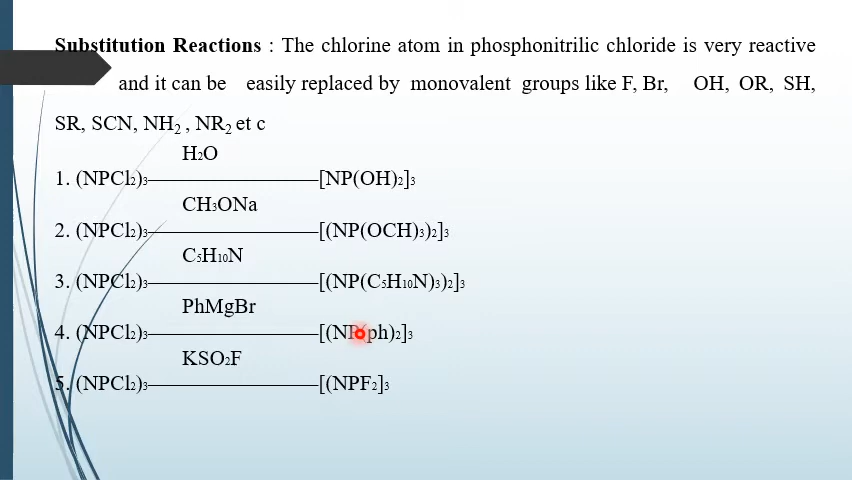 Substitution Reactions : The chlorine atom in phosphonitrilic chloride is very reactive
and it can be easily replaced by monovalent groups like F, Br, OH, OR, SH,
SR, SCN, NH2 , NR2 et c
H2O
1. (NPCl2)3———————————[NP(OH)2]3
CH3ONa
2. (NPCl2)3———————————[(NP(OCH)3)2]3
C5H10N
3. (NPCl2)3———————————[(NP(C5H10N)3)2]3
PhMgBr
4. (NPCl2)3———————————[(NP(ph)2]3
KSO2F
5. (NPCl2)3———————————[(NPF2]3